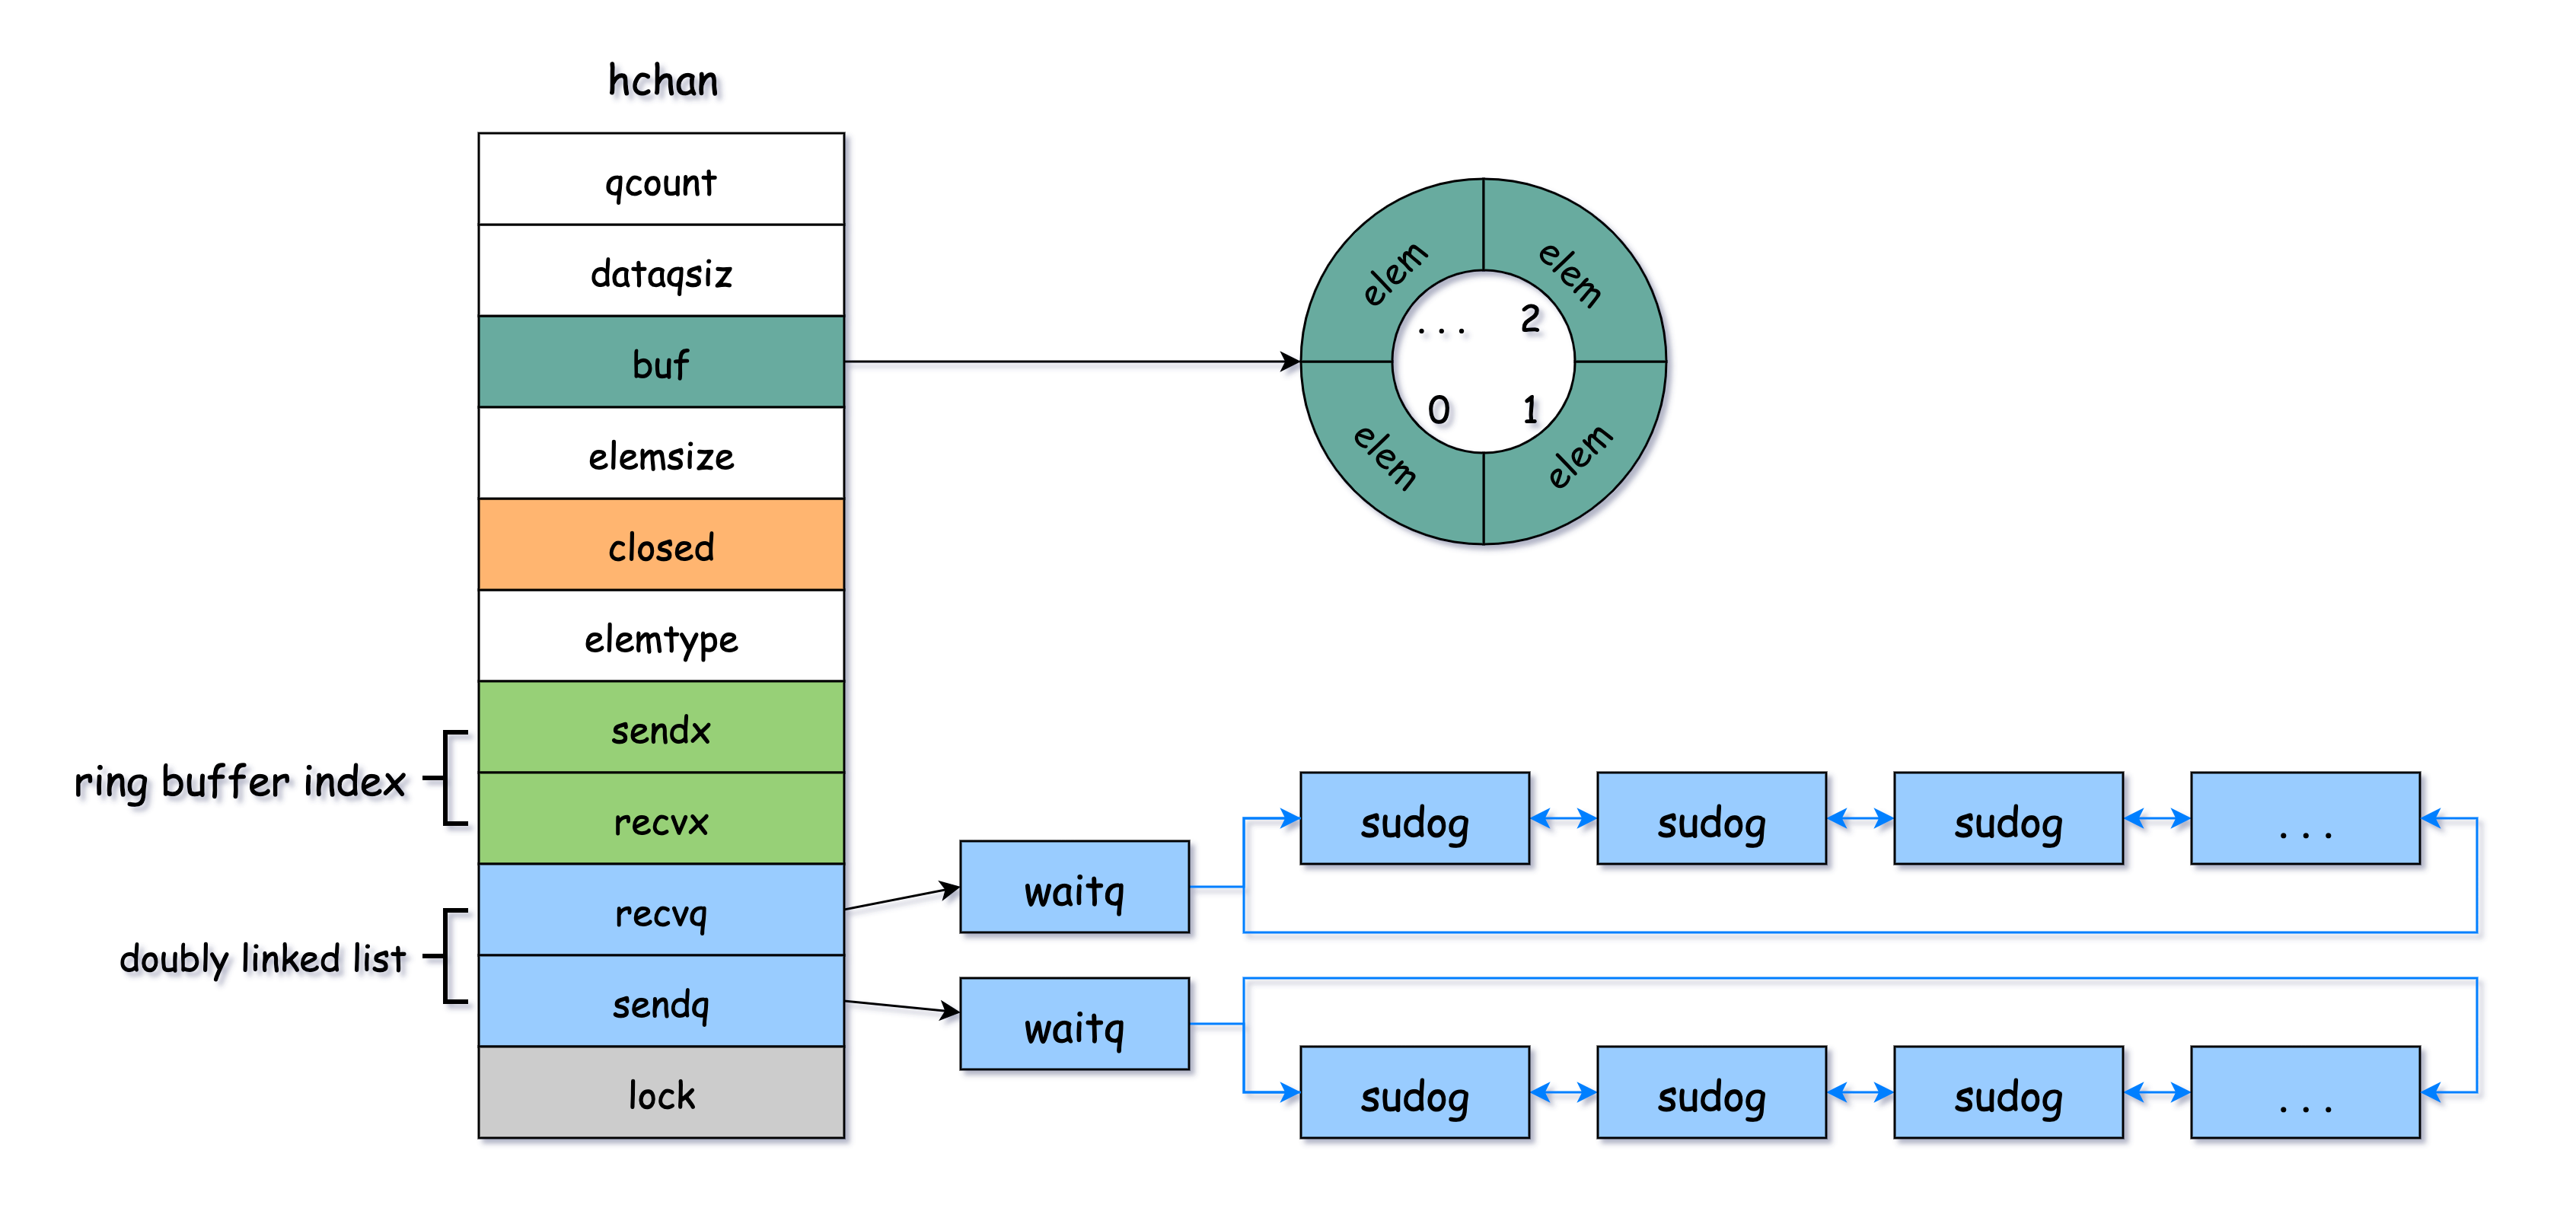 hchan
qcount
dataqsiz
buf
elemsize
closed
elemtype
sendx
recvx
recvq
sendq
lock
ring buffer index
doubly linked list
elem
elem
elem
elem
. . .
2
0
1
waitq
sudog
sudog
sudog
. . .
waitq
sudog
sudog
sudog
. . .